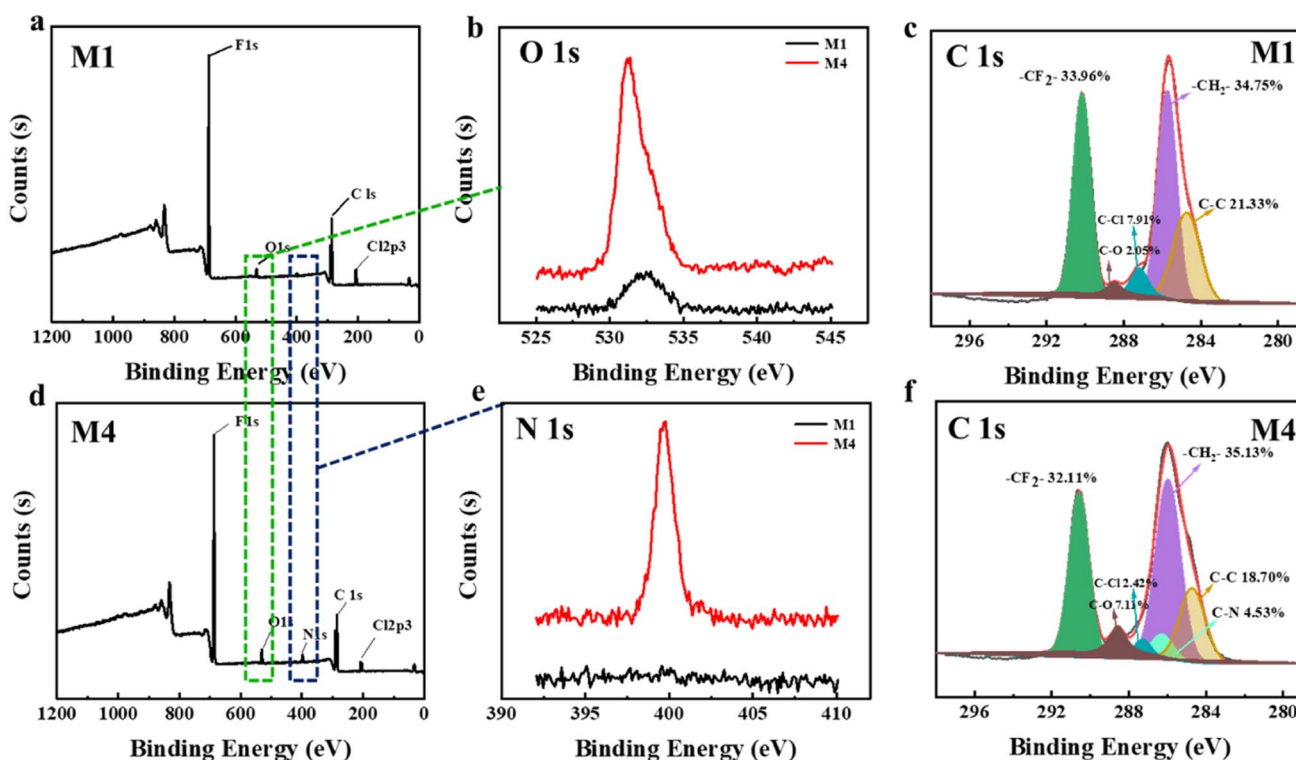 a
M1
F1s
C ls
O1s
Cl2p3
Counts (s)
1200 1000 800 600 400 200 0
Binding Energy (eV)
b
O 1s
M1
M4
Counts (s)
525 530 535 540 545
Binding Energy (eV)
c
C 1s
M1
-CF2- 33.96%
-CH2- 34.75%
C-Cl 7.91%
C-O 2.05%
C-C 21.33%
Counts (s)
296 292 288 284 280
Binding Energy (eV)
d
M4
F1s
C 1s
O1s
N1s
Cl2p3
Counts (s)
1200 1000 800 600 400 200 0
Binding Energy (eV)
e
N 1s
M1
M4
Counts (s)
390 395 400 405 410
Binding Energy (eV)
f
C 1s
M4
-CF2- 32.11%
-CH2- 35.13%
C-Cl 2.42%
C-O 7.11%
C-C 18.70%
C-N 4.53%
Counts (s)
296 292 288 284 280
Binding Energy (eV)